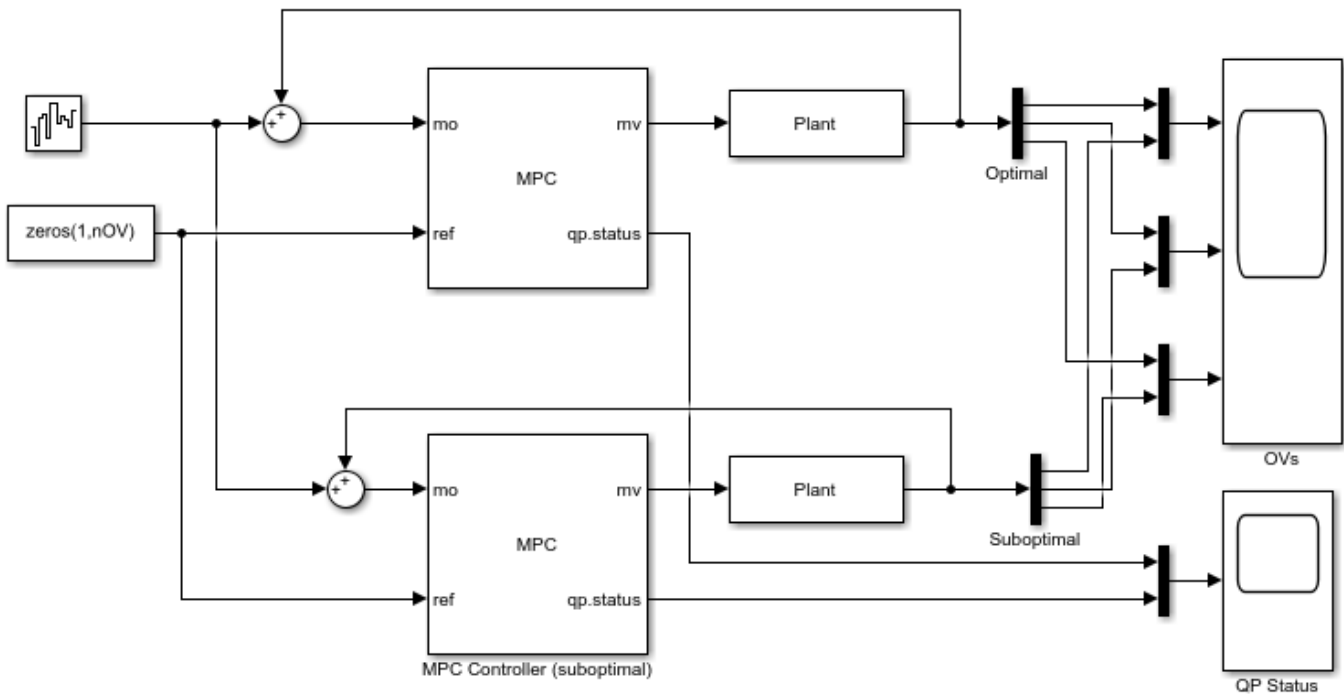 +
+
mo
mv
Plant
MPC
Optimal
ref
qp.status
zeros(1,nOV)
OVs
+
+
mo
mv
Plant
MPC
Suboptimal
ref
qp.status
MPC Controller (suboptimal)
QP Status